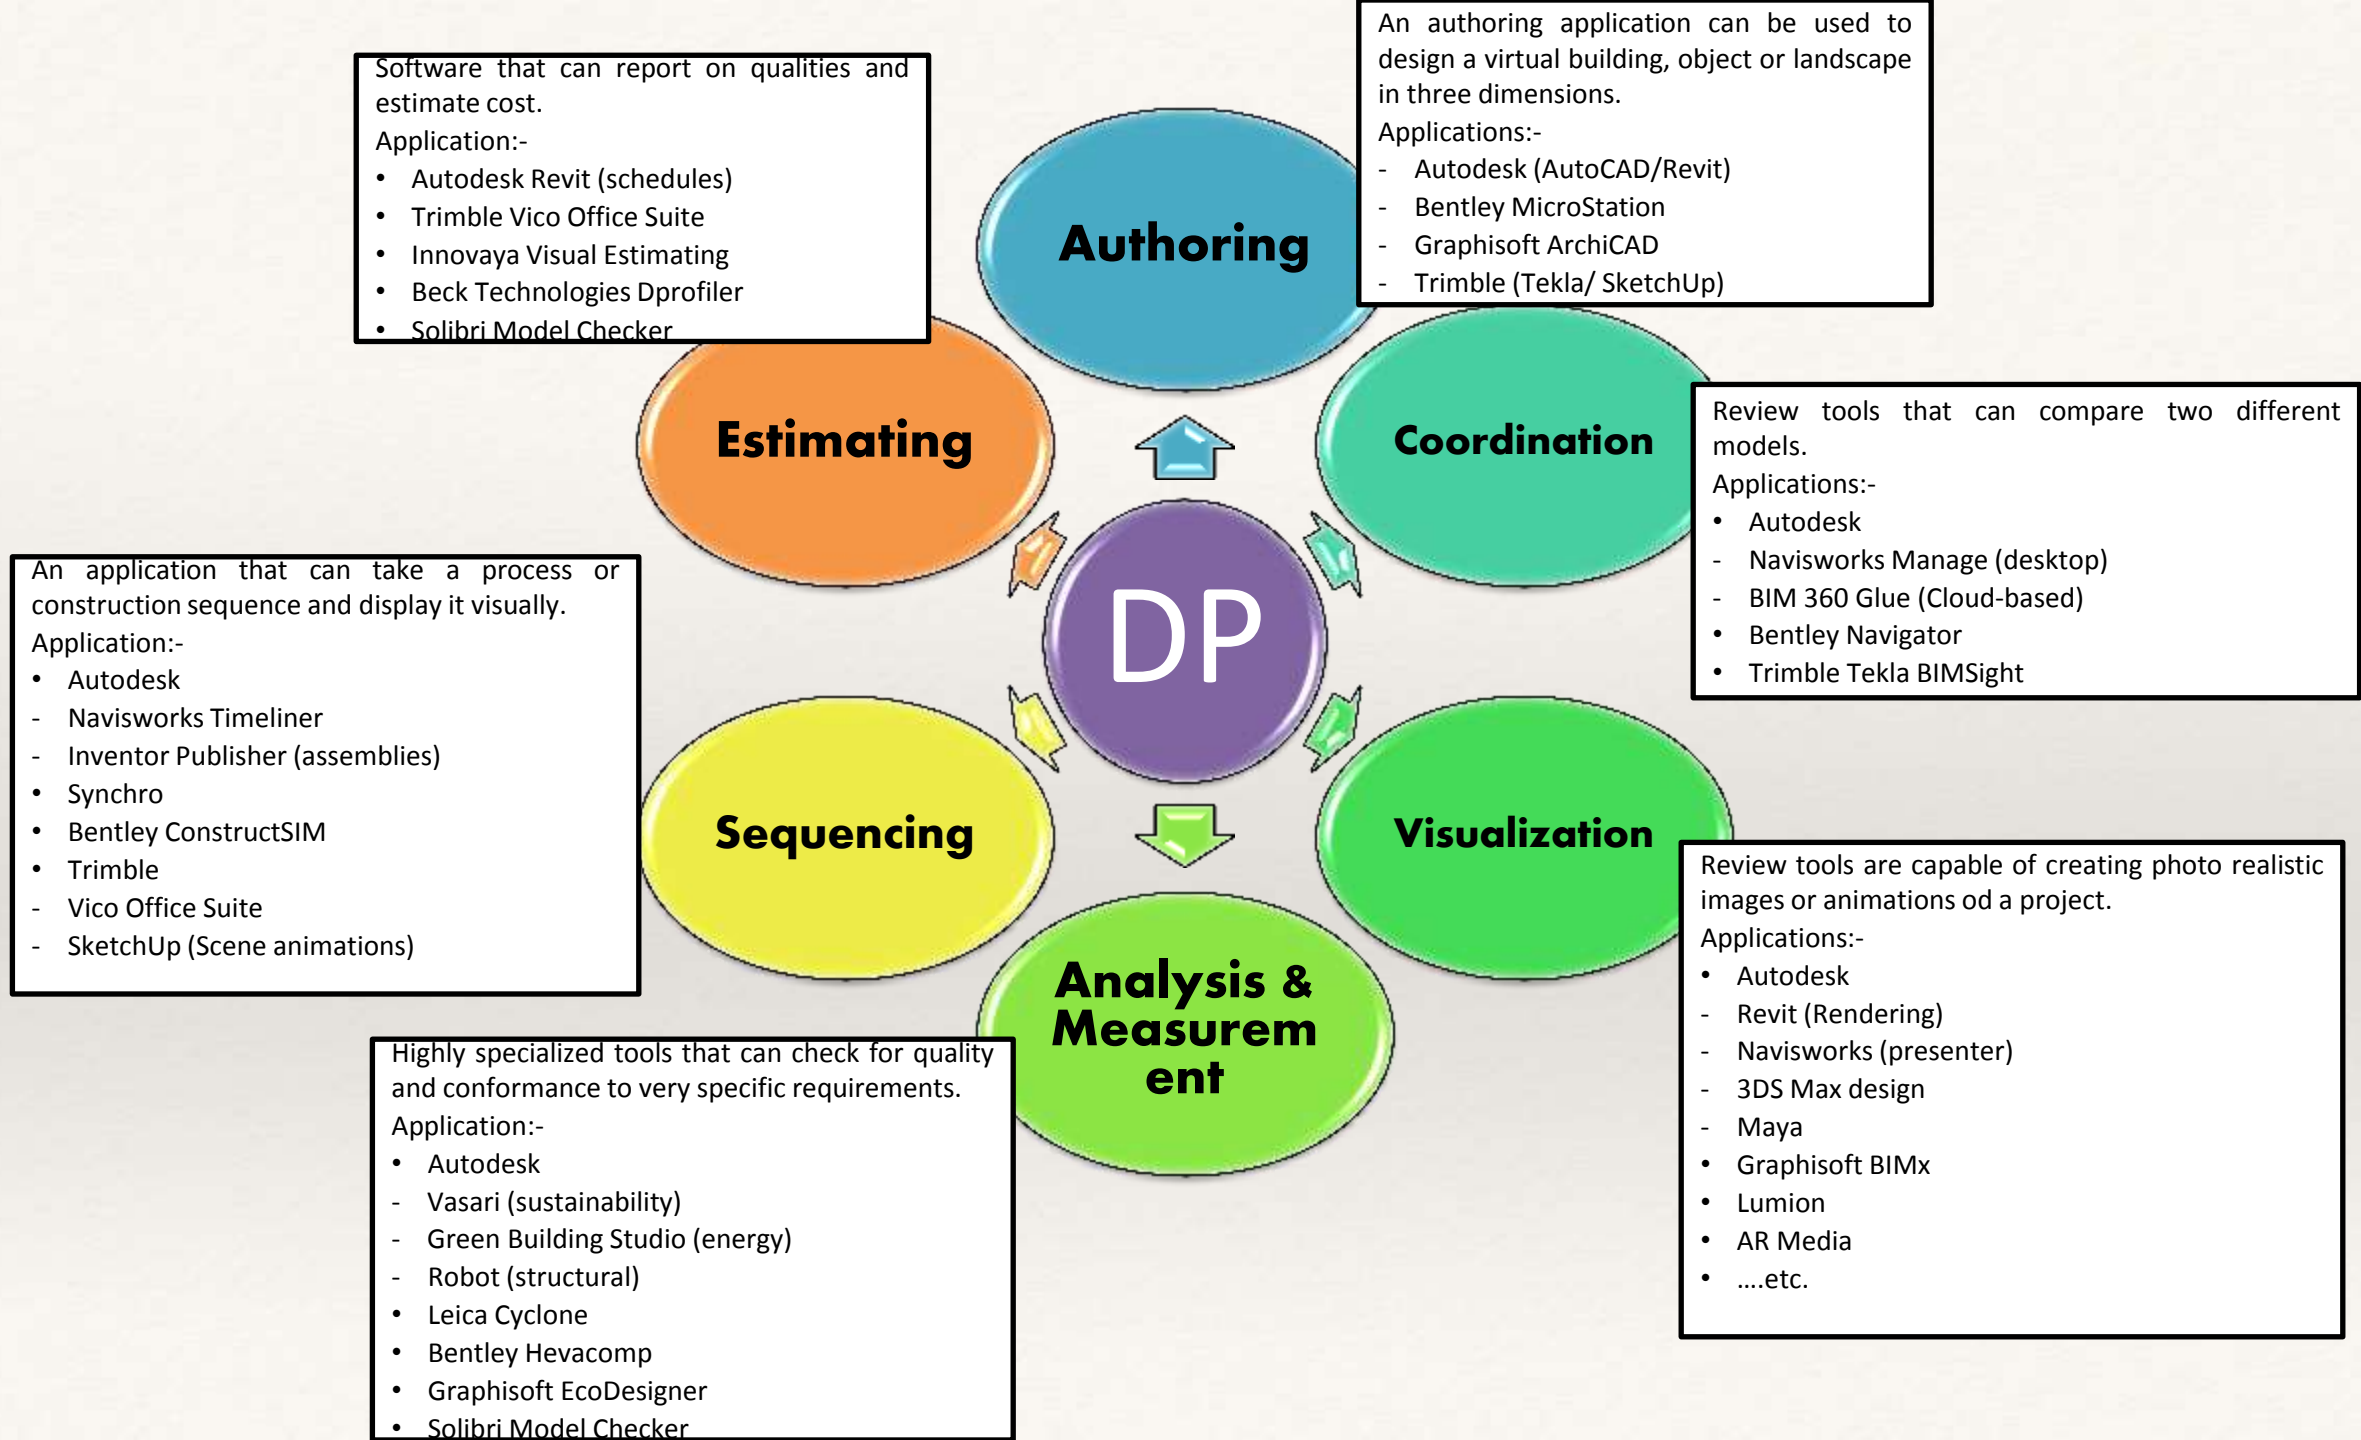 An authoring application can be used to
design a virtual building, object or landscape
in three dimensions.
Applications:-
- Autodesk (AutoCAD/Revit)
- Bentley MicroStation
- Graphisoft ArchiCAD
- Trimble (Tekla/ SketchUp)
Software that can report on qualities and
estimate cost.
Application:-
• Autodesk Revit (schedules)
• Trimble Vico Office Suite
• Innovaya Visual Estimating
• Beck Technologies Dprofiler
• Solibri Model Checker
Authoring
Estimating
Coordination
Review tools that can compare two different
models.
Applications:-
• Autodesk
- Navisworks Manage (desktop)
- BIM 360 Glue (Cloud-based)
• Bentley Navigator
• Trimble Tekla BIMSight
DP
An application that can take a process or
construction sequence and display it visually.
Application:-
• Autodesk
- Navisworks Timeliner
- Inventor Publisher (assemblies)
• Synchro
• Bentley ConstructSIM
• Trimble
- Vico Office Suite
- SketchUp (Scene animations)
Sequencing
Visualization
Review tools are capable of creating photo realistic
images or animations od a project.
Applications:-
• Autodesk
- Revit (Rendering)
- Navisworks (presenter)
- 3DS Max design
- Maya
• Graphisoft BIMx
• Lumion
• AR Media
• ....etc.
Analysis &
Measurem
ent
Highly specialized tools that can check for quality
and conformance to very specific requirements.
Application:-
• Autodesk
- Vasari (sustainability)
- Green Building Studio (energy)
- Robot (structural)
• Leica Cyclone
• Bentley Hevacomp
• Graphisoft EcoDesigner
• Solibri Model Checker